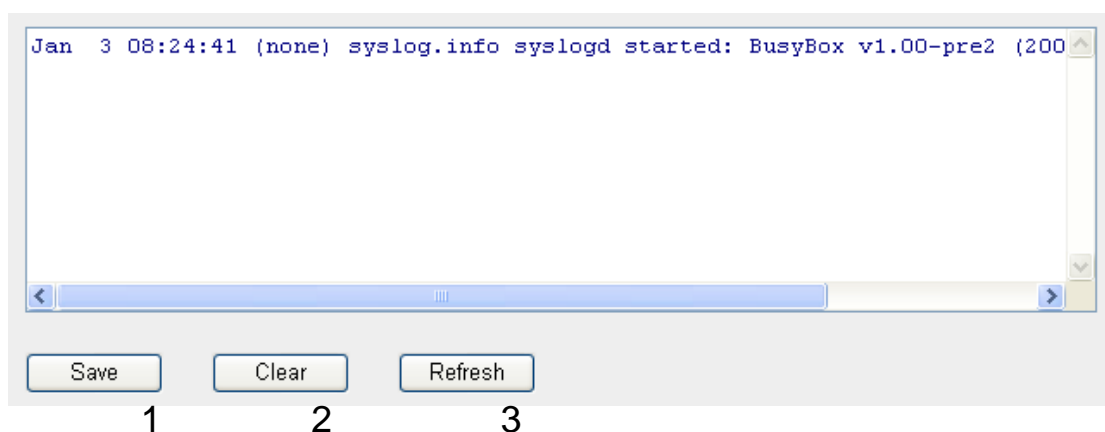 Jan  3 08:24:41 (none) syslog.info syslogd started: BusyBox v1.00-pre2 (200
Save Clear Refresh
1 2 3